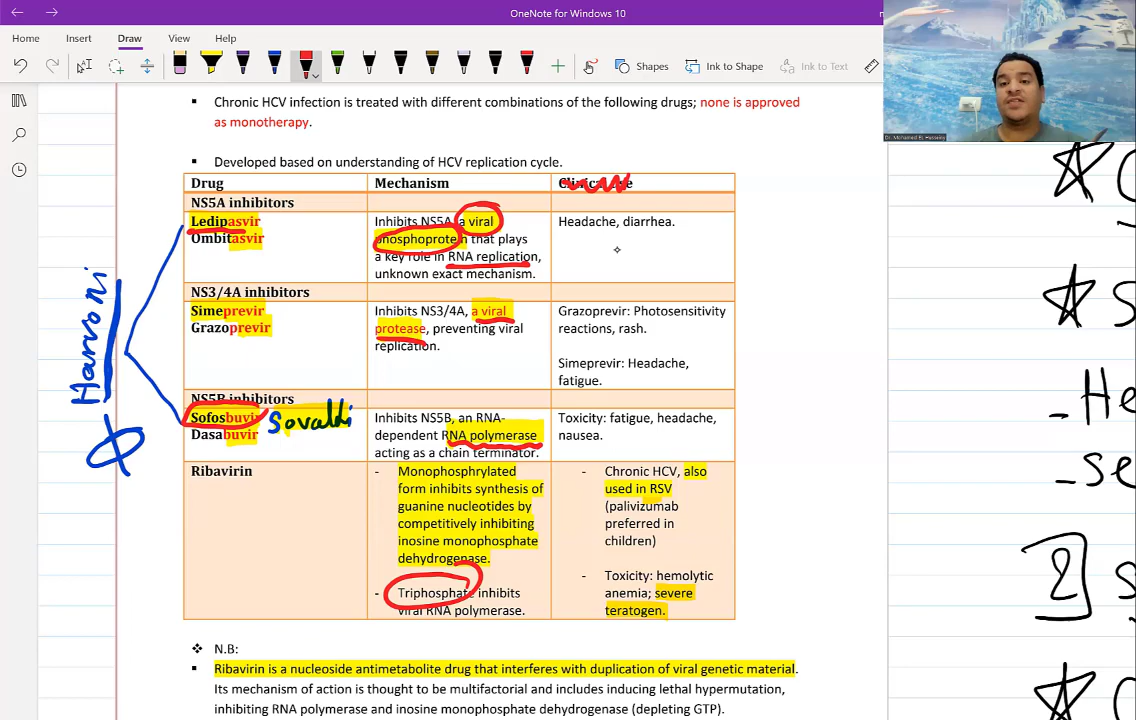 OneNote for Windows 10
Home Insert Draw View Help
Shapes Ink to Shape Ink to Text
Dr. Mohamed EL Husseiny
▪ Chronic HCV infection is treated with different combinations of the following drugs; none is approved
as monotherapy.
▪ Developed based on understanding of HCV replication cycle.
Drug Mechanism
NS5A inhibitors
Ledipasvir Inhibits NS5A, a viral Headache, diarrhea.
Ombitasvir phosphoprotein that plays
a key role in RNA replication,
unknown exact mechanism.
NS3/4A inhibitors
Simeprevir Inhibits NS3/4A, a viral Grazoprevir: Photosensitivity
Grazoprevir protease, preventing viral reactions, rash.
replication. Simeprevir: Headache,
fatigue.
NS5B inhibitors
Sofosbuvir Sovaldi Inhibits NS5B, an RNA- Toxicity: fatigue, headache,
Dasabuvir dependent RNA polymerase nausea.
acting as a chain terminator.
Ribavirin - Monophosphrylated - Chronic HCV, also
form inhibits synthesis of used in RSV
guanine nucleotides by (palivizumab
competitively inhibiting preferred in
inosine monophosphate children)
dehydrogenase.
- Toxicity: hemolytic
- Triphosphate inhibits anemia; severe
viral RNA polymerase. teratogen.
Harvoni
❖ N.B:
▪ Ribavirin is a nucleoside antimetabolite drug that interferes with duplication of viral genetic material.
Its mechanism of action is thought to be multifactorial and includes inducing lethal hypermutation,
inhibiting RNA polymerase and inosine monophosphate dehydrogenase (depleting GTP).
- He
- se
2] S